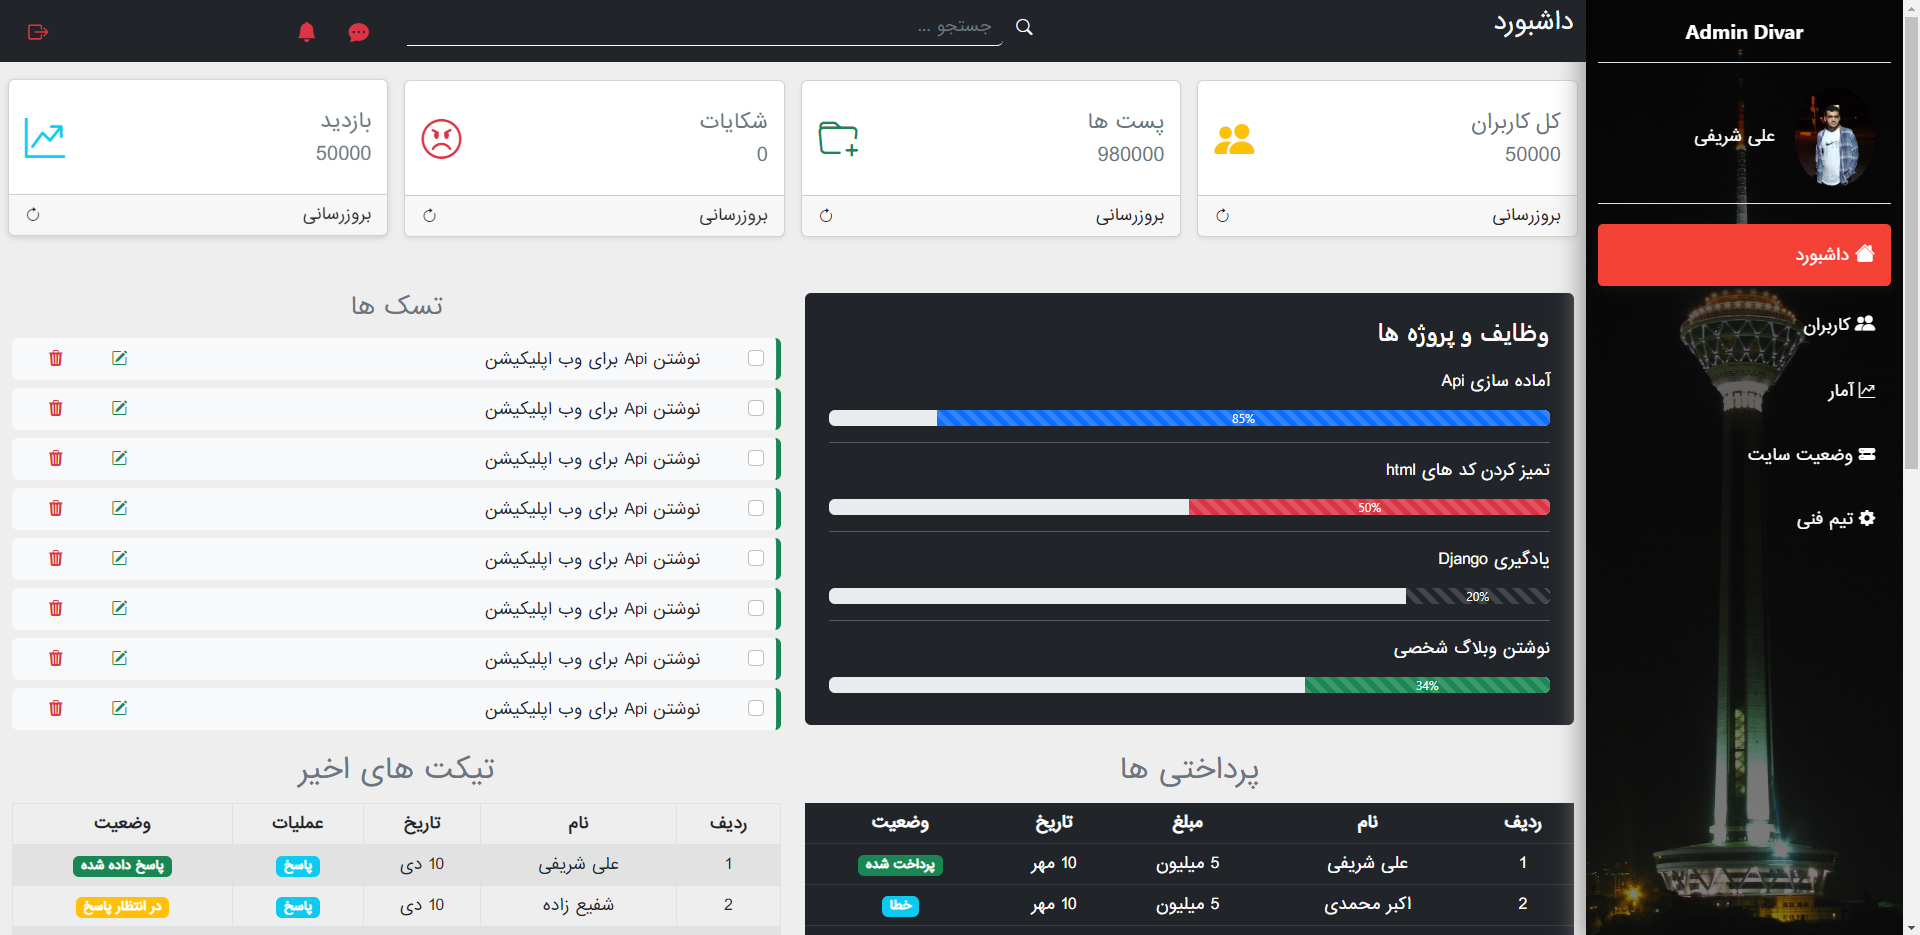 Admin Divar
علی شریفی
داشبورد
کاربران
آمار
وضعیت سایت
تیم فنی
داشبورد
جستجو ...
کل کاربران
50000
بروزرسانی
پست ها
980000
بروزرسانی
شکایات
0
بروزرسانی
بازدید
50000
بروزرسانی
وظایف و پروژه ها
آماده سازی Api
85%
تمیز کردن کد های html
50%
یادگیری Django
20%
نوشتن وبلاگ شخصی
34%
تسک ها
نوشتن Api برای وب اپلیکیشن
نوشتن Api برای وب اپلیکیشن
نوشتن Api برای وب اپلیکیشن
نوشتن Api برای وب اپلیکیشن
نوشتن Api برای وب اپلیکیشن
نوشتن Api برای وب اپلیکیشن
نوشتن Api برای وب اپلیکیشن
نوشتن Api برای وب اپلیکیشن
پرداختی ها
ردیف نام مبلغ تاریخ وضعیت
1 علی شریفی 5 میلیون 10 مهر پرداخت شده
2 اکبر محمدی 5 میلیون 10 مهر خطا
تیکت های اخیر
ردیف نام تاریخ عملیات وضعیت
1 علی شریفی 10 دی پاسخ پاسخ داده شده
2 شفیع زاده 10 دی پاسخ در انتظار پاسخ